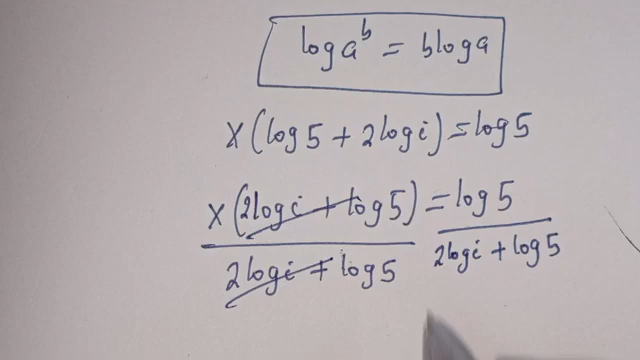 log a^b = b log a
x(log 5 + 2 log i) = log 5
x(2 log i + log 5) = log 5
2 log i + log 5 2 log i + log 5